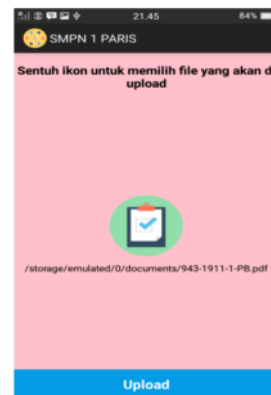 21.45
84%
SMPN 1 PARIS
Sentuh ikon untuk memilih file yang akan d
upload
/storage/emulated/0/documents/943-1911-1-PB.pdf
Upload